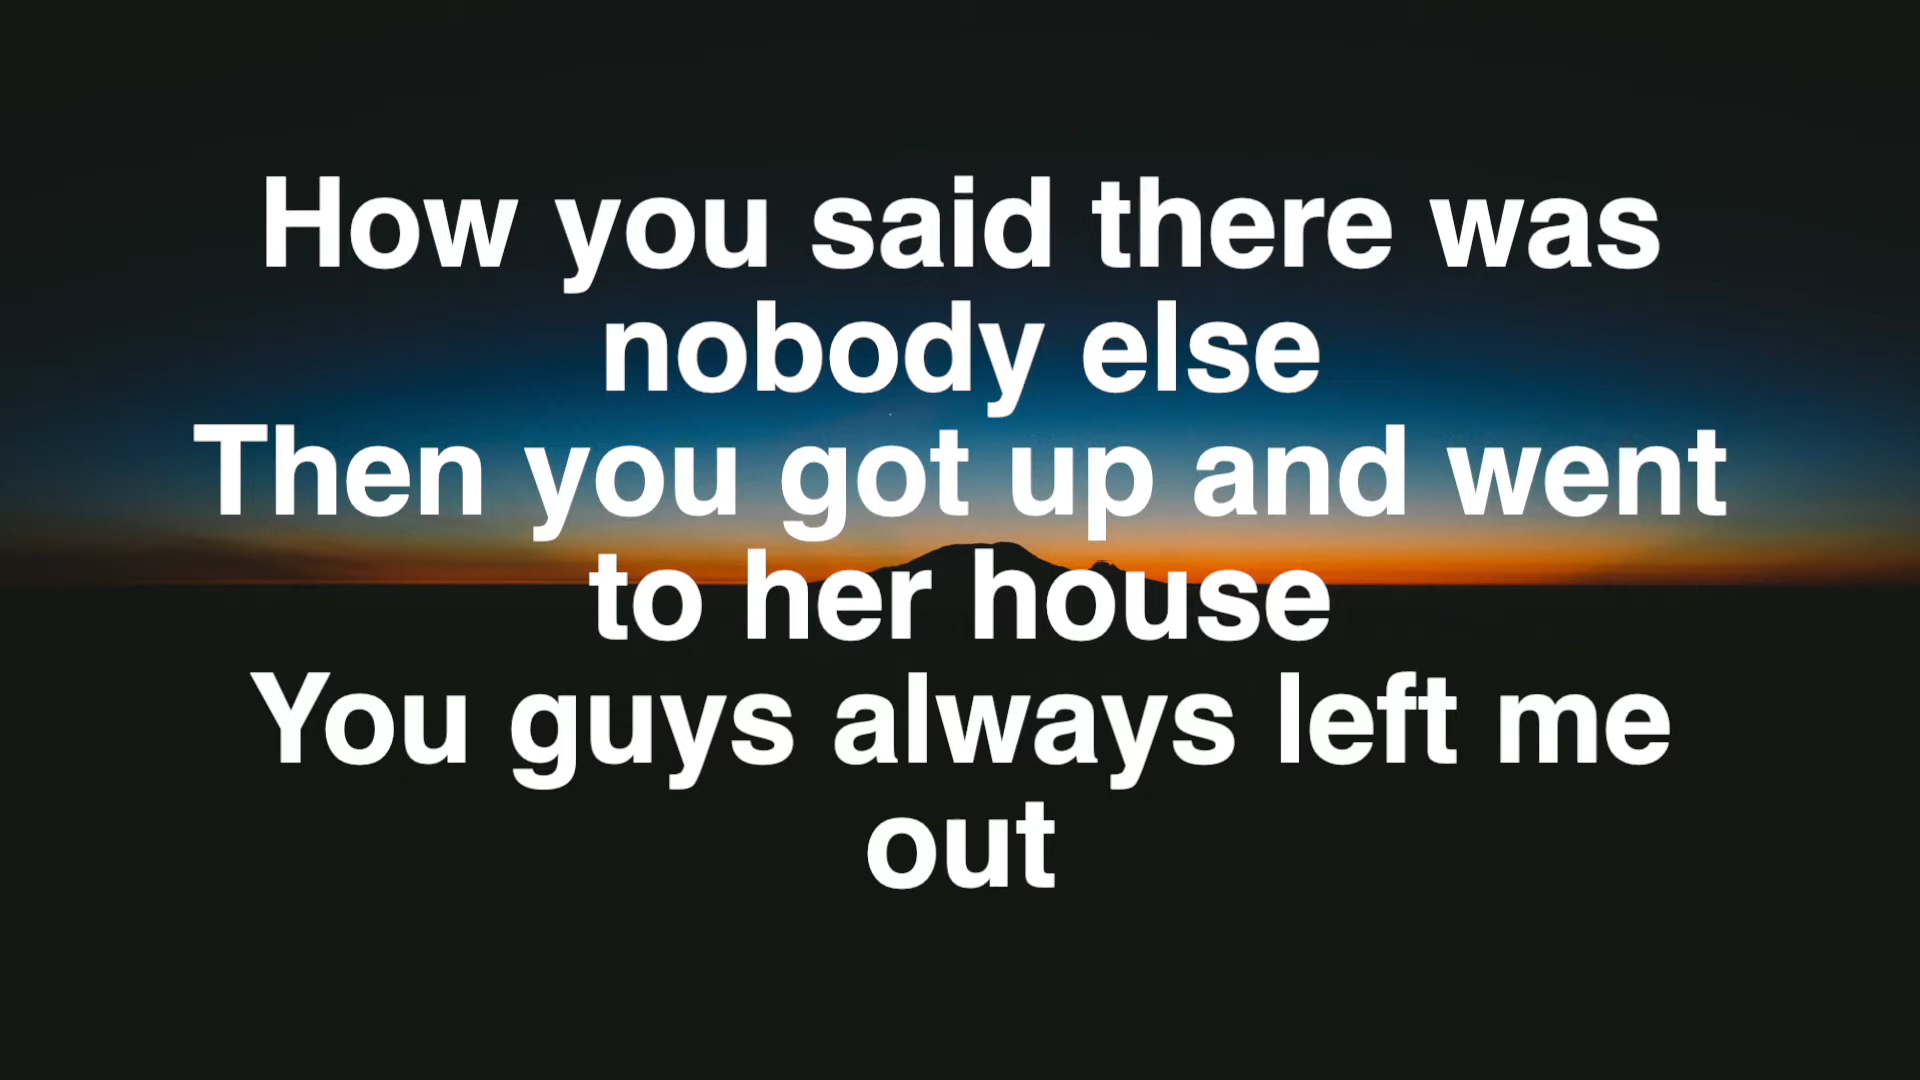 How you said there was
nobody else
Then you got up and went
to her house
You guys always left me
out